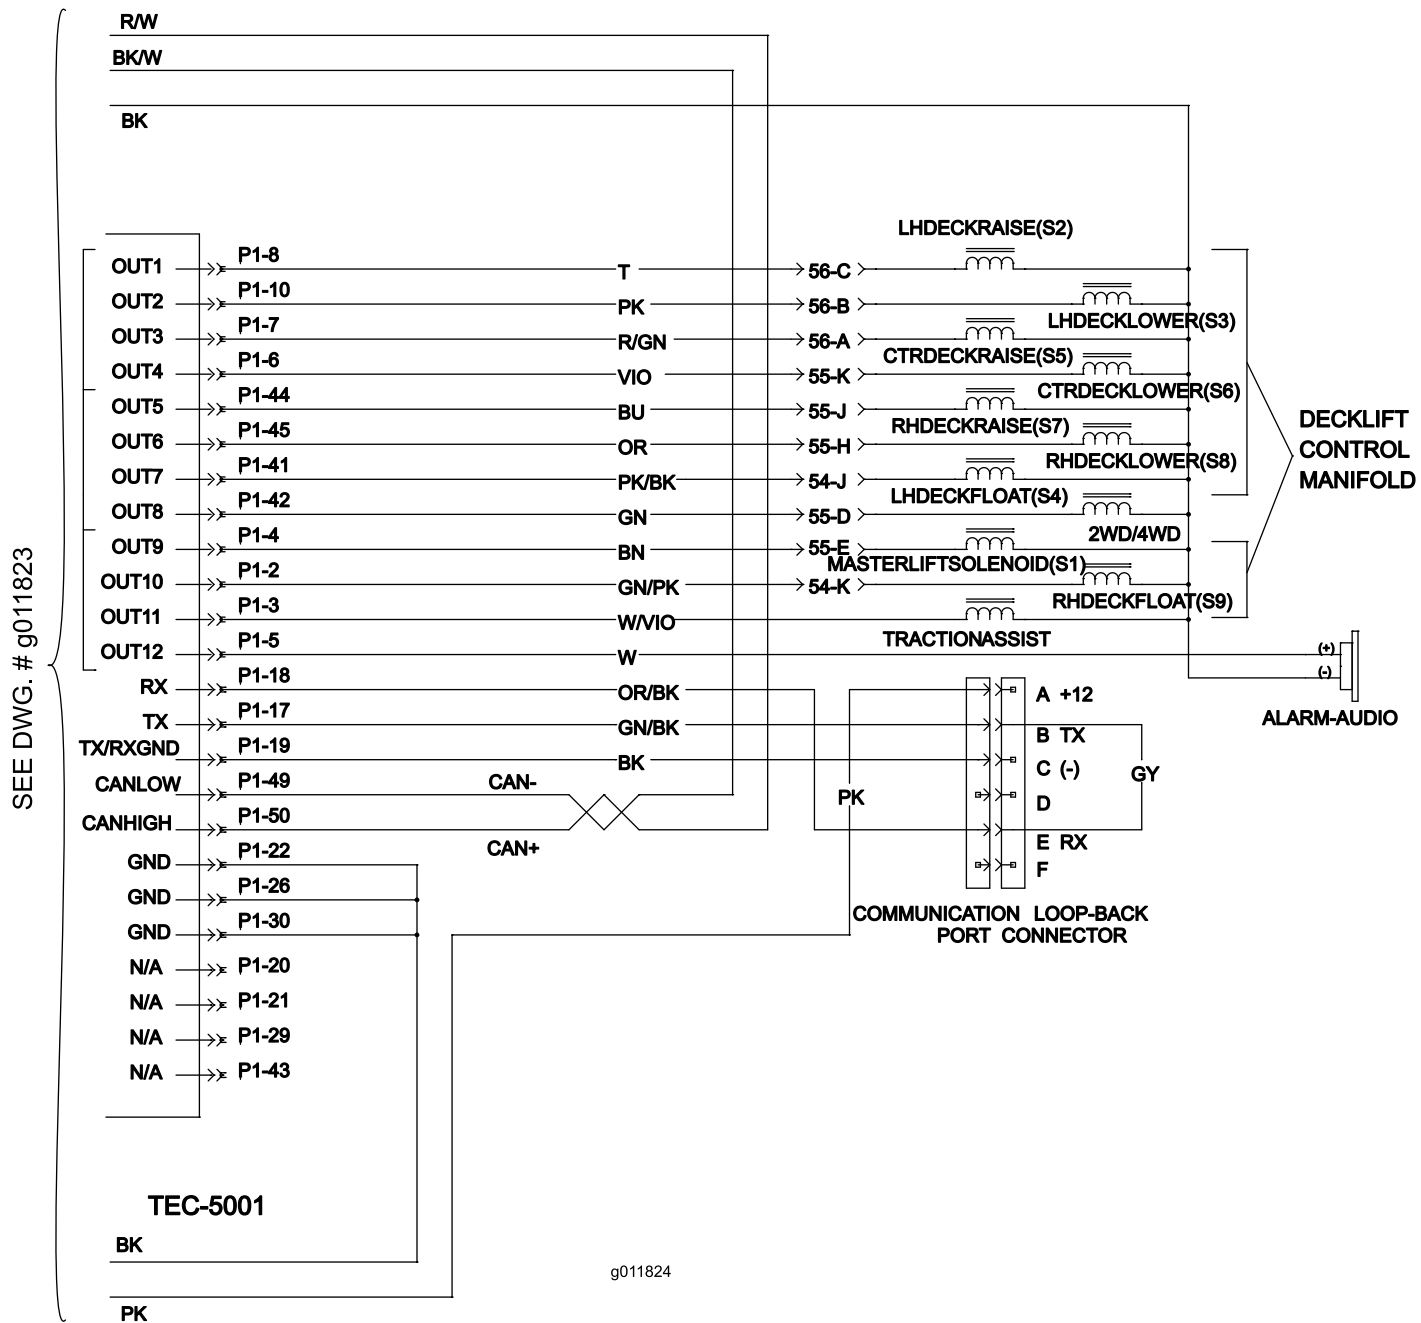 R/W
BK/W
BK
SEE DWG. # g011823
LHDECKRAISE(S2)
OUT1 P1-8 T 56-C
OUT2 P1-10 PK 56-B
LHDECKLOWER(S3)
OUT3 P1-7 R/GN 56-A
CTRDECKRAISE(S5)
OUT4 P1-6 VIO 55-K
CTRDECKLOWER(S6)
OUT5 P1-44 BU 55-J
RHDECKRAISE(S7)
OUT6 P1-45 OR 55-H
RHDECKLOWER(S8)
OUT7 P1-41 PK/BK 54-J
LHDECKFLOAT(S4)
OUT8 P1-42 GN 55-D
2WD/4WD
OUT9 P1-4 BN 55-E
MASTERLIFTSOLENOID(S1)
OUT10 P1-2 GN/PK 54-K
RHDECKFLOAT(S9)
OUT11 P1-3 W/VIO
TRACTIONASSIST
DECKLIFT
CONTROL
MANIFOLD
OUT12 P1-5 W
(+)
(-)
ALARM-AUDIO
RX P1-18 OR/BK
A +12
TX P1-17 GN/BK
B TX
TX/RXGND P1-19 BK
C (-)
GY
CANLOW P1-49 CAN-
PK
D
CANHIGH P1-50 CAN+
E RX
F
COMMUNICATION LOOP-BACK
PORT CONNECTOR
GND P1-22
GND P1-26
GND P1-30
N/A P1-20
N/A P1-21
N/A P1-29
N/A P1-43
TEC-5001
BK
PK
g011824